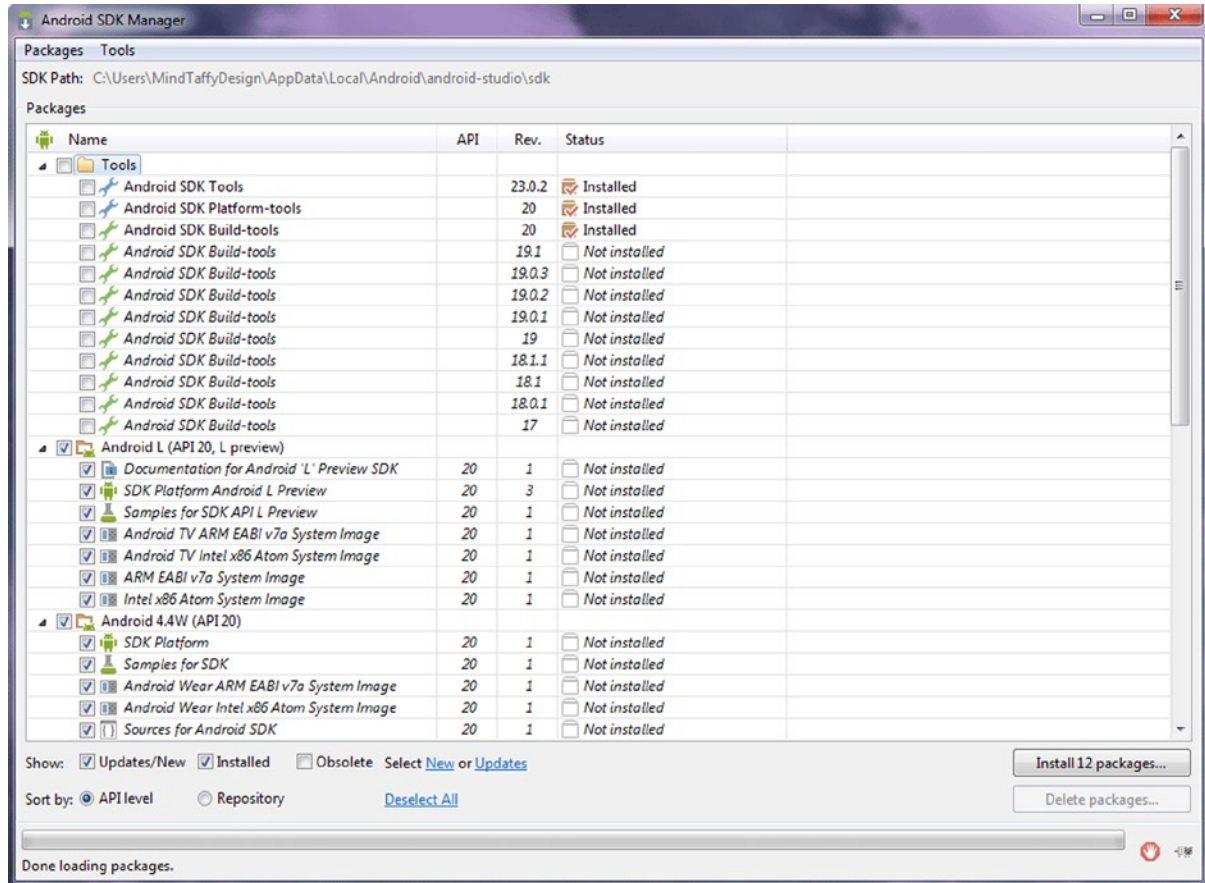 Android SDK Manager
Packages Tools
SDK Path: C:\Users\MindTaffyDesign\AppData\Local\Android\android-studio\sdk
Packages
Name API Rev. Status
Tools
Android SDK Tools 23.0.2 Installed
Android SDK Platform-tools 20 Installed
Android SDK Build-tools 20 Installed
Android SDK Build-tools 19.1 Not installed
Android SDK Build-tools 19.0.3 Not installed
Android SDK Build-tools 19.0.2 Not installed
Android SDK Build-tools 19.0.1 Not installed
Android SDK Build-tools 19 Not installed
Android SDK Build-tools 18.1.1 Not installed
Android SDK Build-tools 18.1 Not installed
Android SDK Build-tools 18.0.1 Not installed
Android SDK Build-tools 17 Not installed
Android L (API 20, L preview)
Documentation for Android `L' Preview SDK 20 1 Not installed
SDK Platform Android L Preview 20 3 Not installed
Samples for SDK API L Preview 20 1 Not installed
Android TV ARM EABI v7a System Image 20 1 Not installed
Android TV Intel x86 Atom System Image 20 1 Not installed
ARM EABI v7a System Image 20 1 Not installed
Intel x86 Atom System Image 20 1 Not installed
Android 4.4W (API 20)
SDK Platform 20 1 Not installed
Samples for SDK 20 1 Not installed
Android Wear ARM EABI v7a System Image 20 1 Not installed
Android Wear Intel x86 Atom System Image 20 1 Not installed
Sources for Android SDK 20 1 Not installed
Show: Updates/New Installed Obsolete Select New or Updates Install 12 packages...
Sort by: API level Repository Deselect All Delete packages...
Done loading packages.